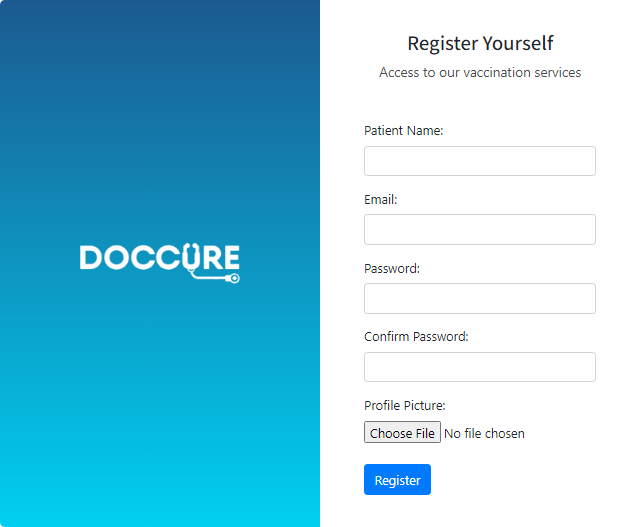 DOCCURE
Register Yourself
Access to our vaccination services
Patient Name:
Email:
Password:
Confirm Password:
Profile Picture:
Choose File No file chosen
Register